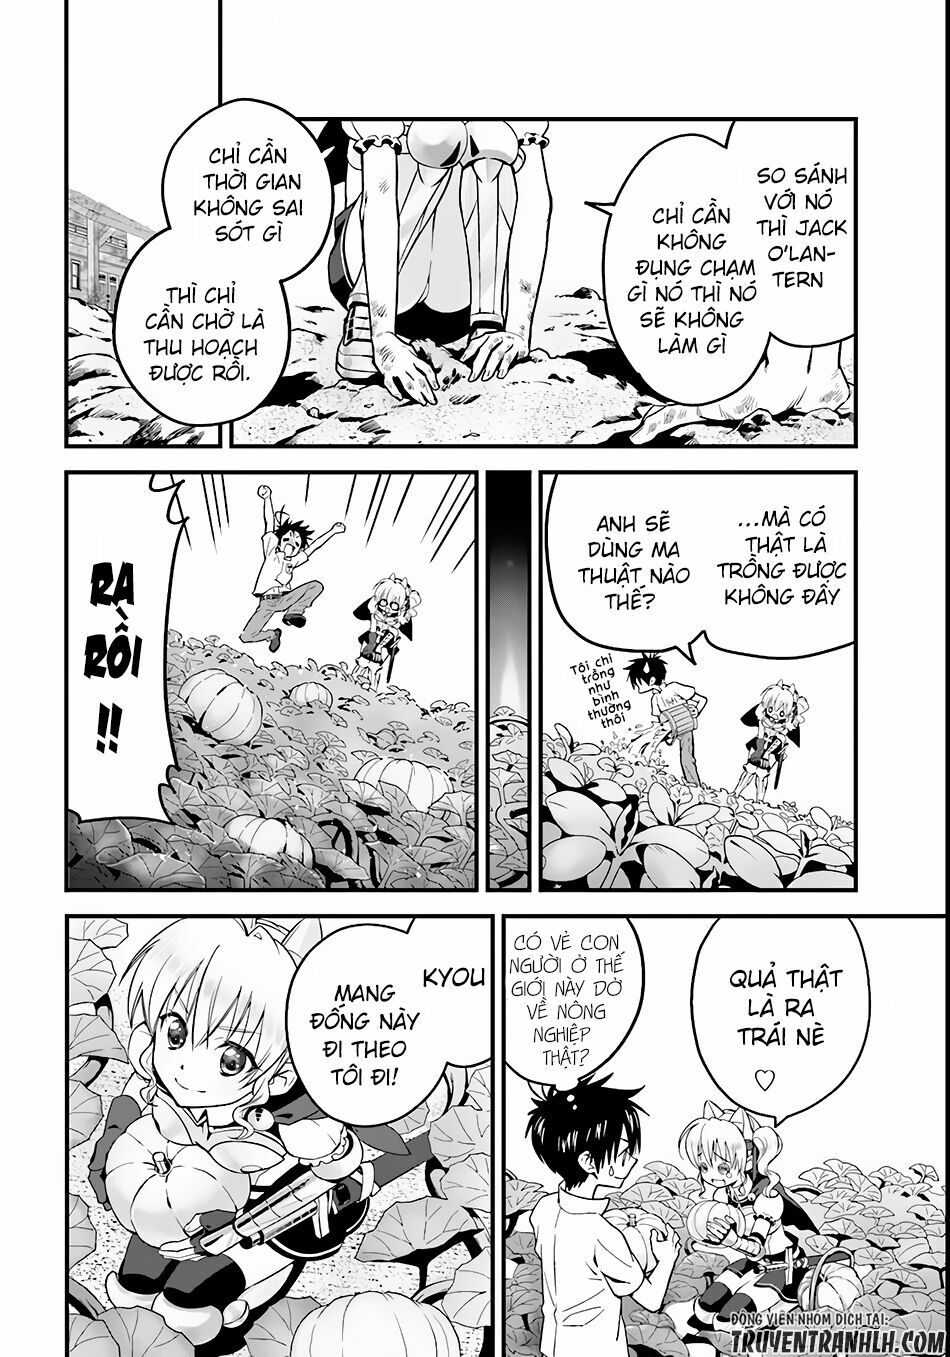 SO SÁNH
VỚI NÓ
THÌ JACK
O'LAN-
TERN
CHỈ CẦN
KHÔNG
ĐỤNG CHẠM
GÌ NÓ THÌ NÓ
SẼ KHÔNG
LÀM GÌ
CHỈ CẦN
THỜI GIAN
KHÔNG SAI
SÓT GÌ
THÌ CHỈ
CẦN CHỜ LÀ
THU HOẠCH
ĐƯỢC RỒI.
...MÀ CÓ
THẬT LÀ
TRỒNG ĐƯỢC
KHÔNG ĐẤY
ANH SẼ
DÙNG MA
THUẬT NÀO
THẾ?
Tôi chỉ
trồng
như
bình
thường
thôi
RA
RỒI
!!
QUẢ THẬT
LÀ RA
TRÁI NÈ
♡
CÓ VẺ CON
NGƯỜI Ở THẾ
GIỚI NÀY DỞ
VỀ NÔNG
NGHIỆP
THẬT?
KYOU
MANG
ĐỐNG NÀY
ĐI THEO
TÔI ĐI!
ĐỘNG VIÊN NHÓM DỊCH TẠI:
TRUYENTRANHLH.COM